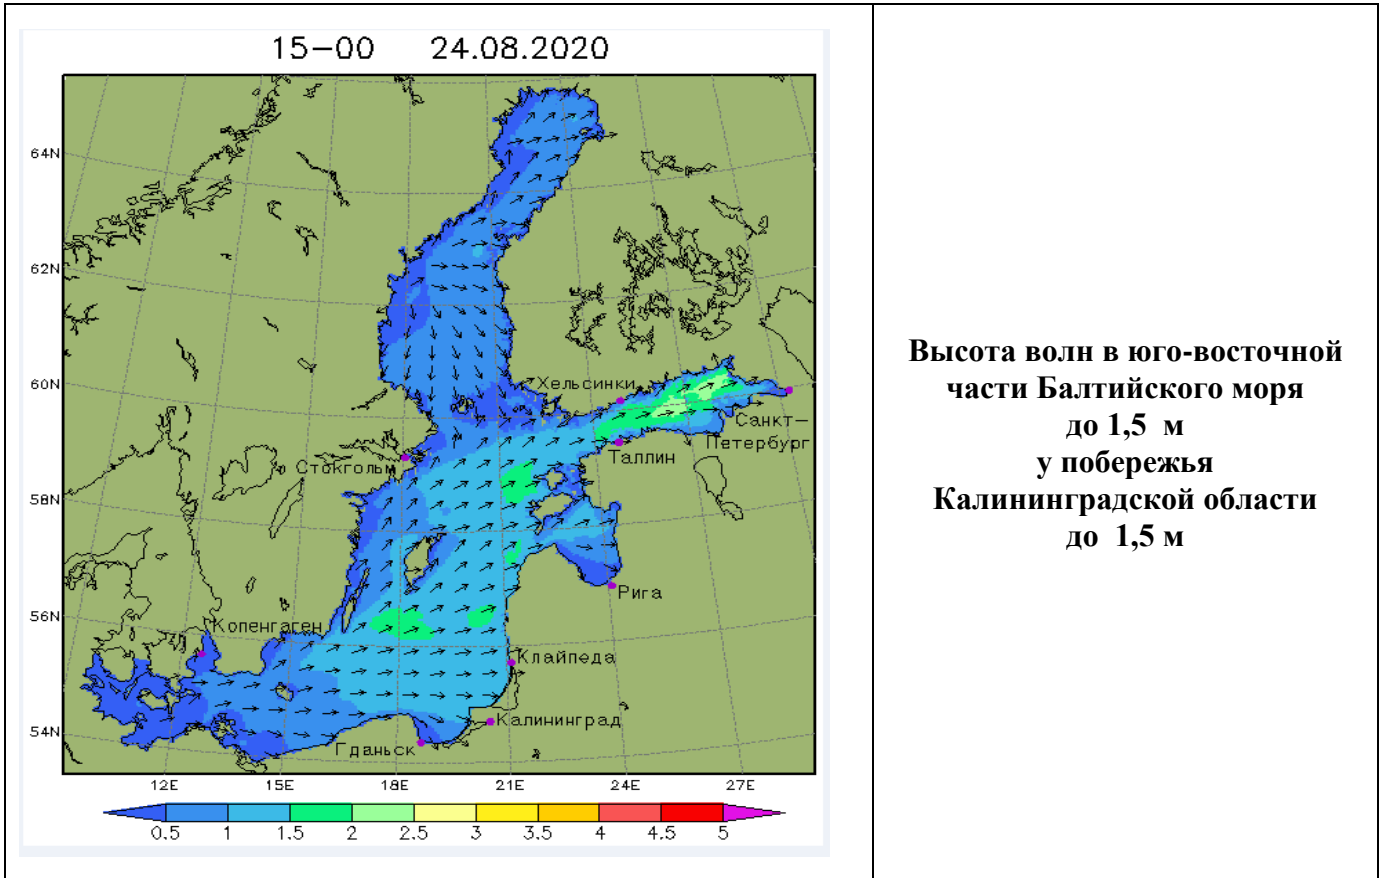 15-00 24.08.2020
64N
62N
60N
58N
56N
54N
Хельсинки
Санкт-
Петербург
Таллин
Стокгольм
Рига
Копенгаген
Клайпеда
Калининград
Гданьск
12E 15E 18E 21E 24E 27E
0.5 1 1.5 2 2.5 3 3.5 4 4.5 5
Высота волн в юго-восточной
части Балтийского моря
до 1,5 м
у побережья
Калининградской области
до 1,5 м